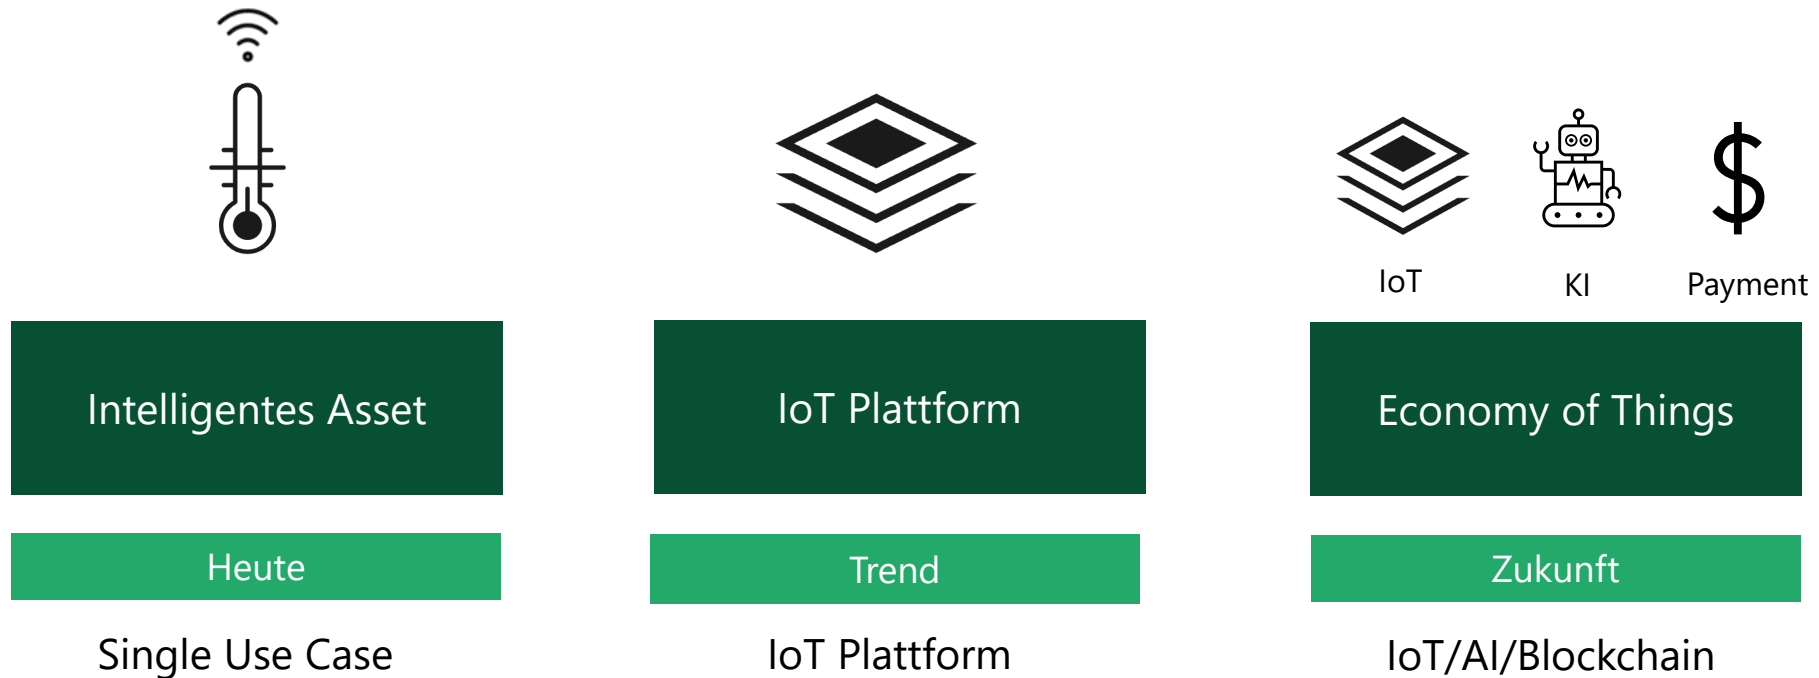 IoT
KI
Payment
Intelligentes Asset
IoT Plattform
Economy of Things
Heute
Trend
Zukunft
Single Use Case
IoT Plattform
IoT/AI/Blockchain